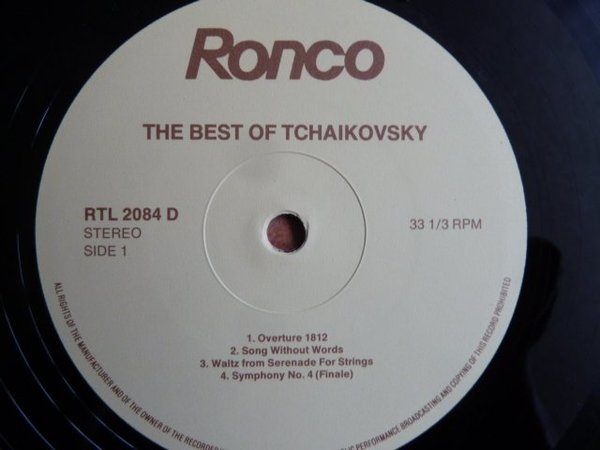 Ronco
THE BEST OF TCHAIKOVSKY
RTL 2084 D
STEREO
SIDE 1
33 1/3 RPM
1. Overture 1812
2. Song Without Words
3. Waltz from Serenade For Strings
4. Symphony No. 4 (Finale)
ALL RIGHTS OF THE MANUFACTURER AND OF THE OWNER OF THE RECORDED
PERFORMANCE BROADCASTING AND COPYING OF THIS RECORD PROHIBITED